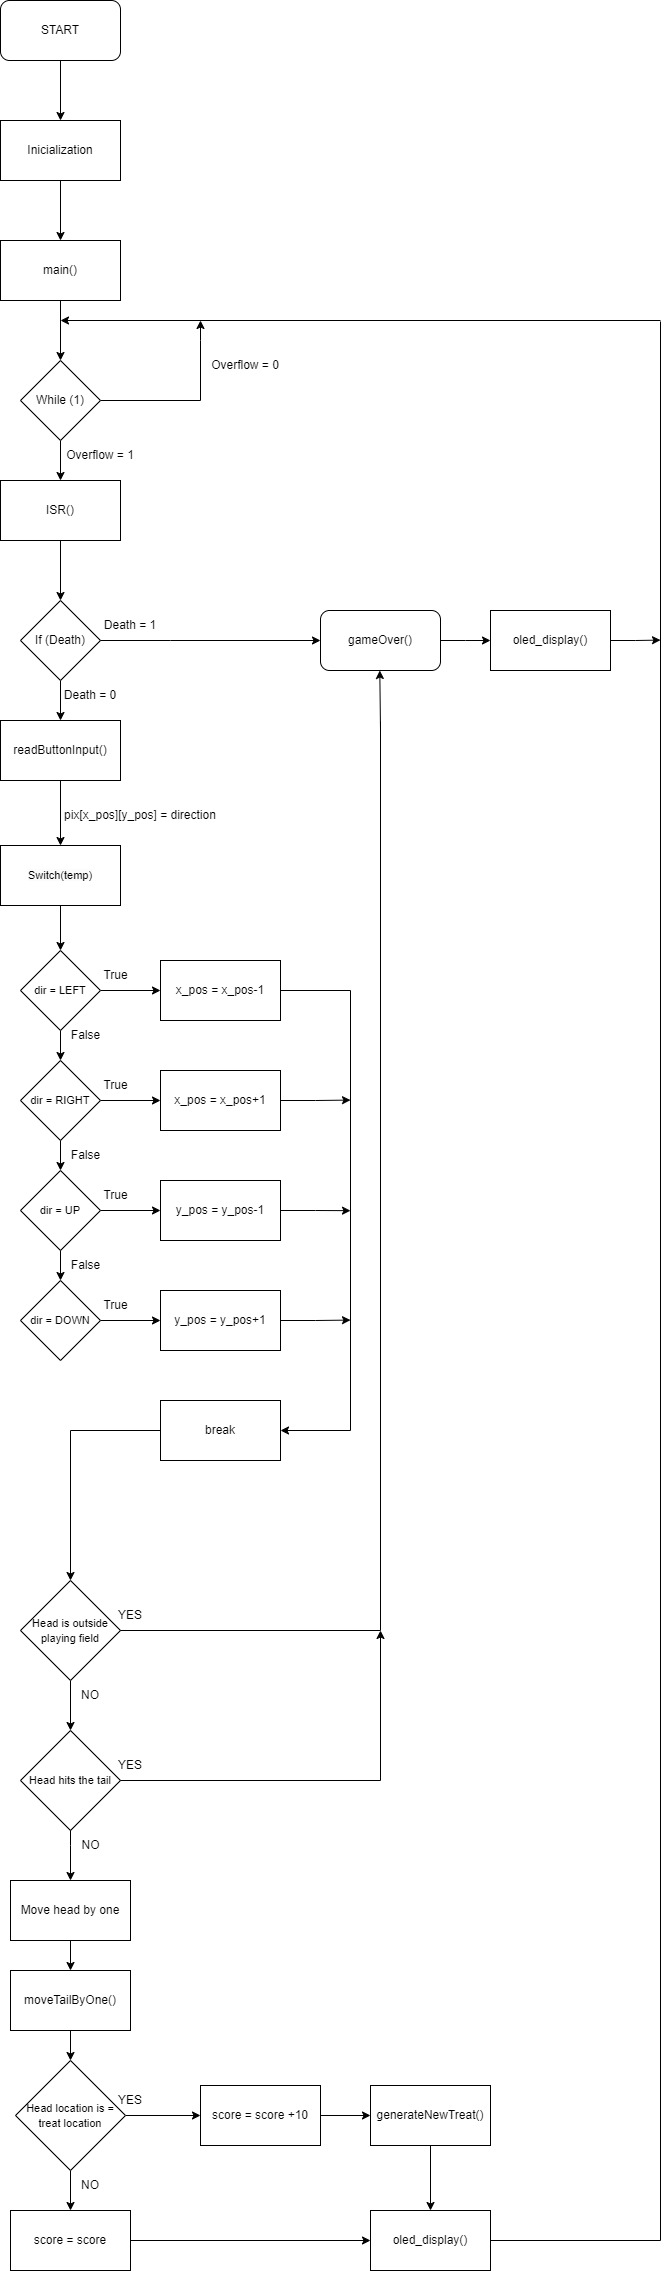 START
Inicialization
main()
Overflow = 0
While (1)
Overflow = 1
ISR()
Death = 1
If (Death)
gameOver()
oled_display()
Death = 0
readButtonInput()
pix[x_pos][y_pos] = direction
Switch(temp)
True
dir = LEFT
x_pos = x_pos-1
False
True
dir = RIGHT
x_pos = x_pos+1
False
True
dir = UP
y_pos = y_pos-1
False
True
dir = DOWN
y_pos = y_pos+1
break
YES
Head is outside
playing field
NO
YES
Head hits the tail
NO
Move head by one
moveTailByOne()
YES
Head location is =
treat location
score = score +10
generateNewTreat()
NO
score = score
oled_display()